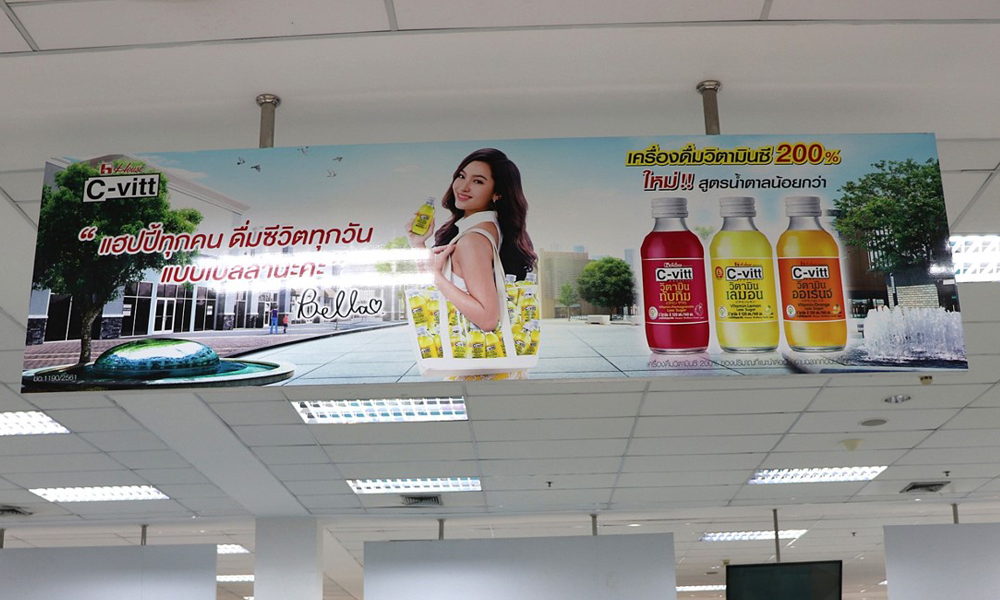 House
C-vitt
“ แฮปปี้ทุกคน ดื่มซีวิตทุกวัน
แบบเบลล่านะคะ ”
Bella
ฆอ.1190/2561
เครื่องดื่มวิตามินซี 200%
ใหม่!! สูตรน้ำตาลน้อยกว่า
C-vitt
วิตามิน
ทับทิม
C-vitt
วิตามิน
เลมอน
C-vitt
วิตามิน
ออเรนจ์